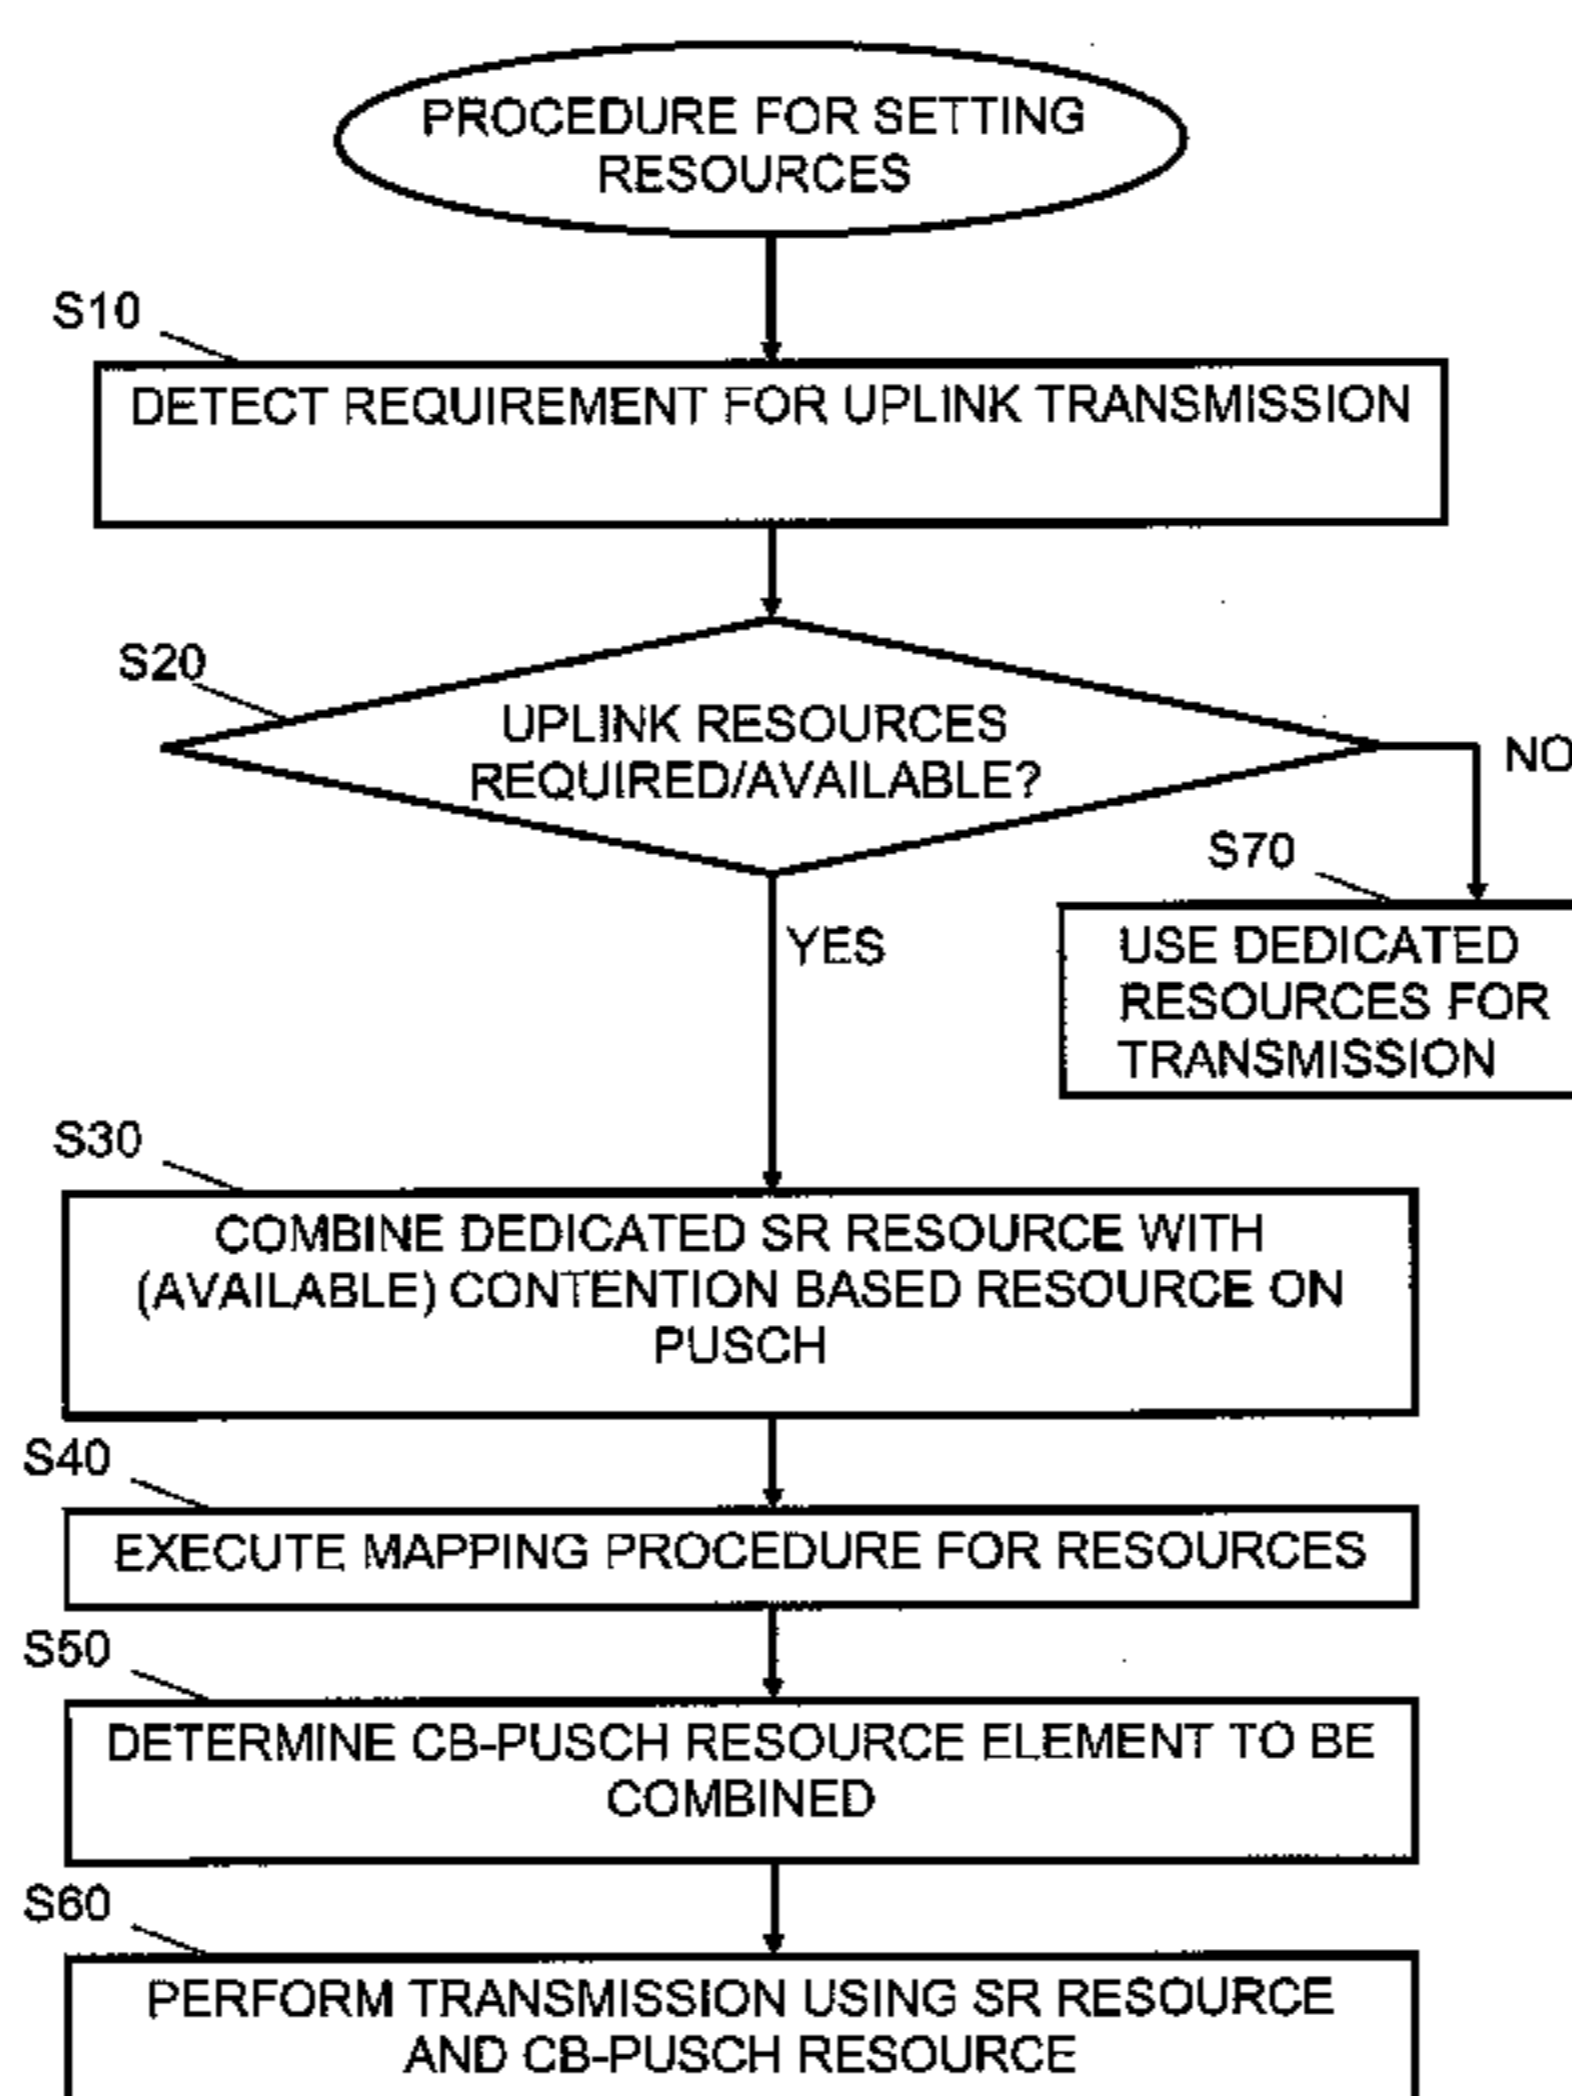 PROCEDURE FOR SETTING
RESOURCES
S10
DETECT REQUIREMENT FOR UPLINK TRANSMISSION
S20
UPLINK RESOURCES
REQUIRED/AVAILABLE?
NO
S70
YES
USE DEDICATED
RESOURCES FOR
TRANSMISSION
S30
COMBINE DEDICATED SR RESOURCE WITH
(AVAILABLE) CONTENTION BASED RESOURCE ON
PUSCH
S40
EXECUTE MAPPING PROCEDURE FOR RESOURCES
S50
DETERMINE CB-PUSCH RESOURCE ELEMENT TO BE
COMBINED
S60
PERFORM TRANSMISSION USING SR RESOURCE
AND CB-PUSCH RESOURCE